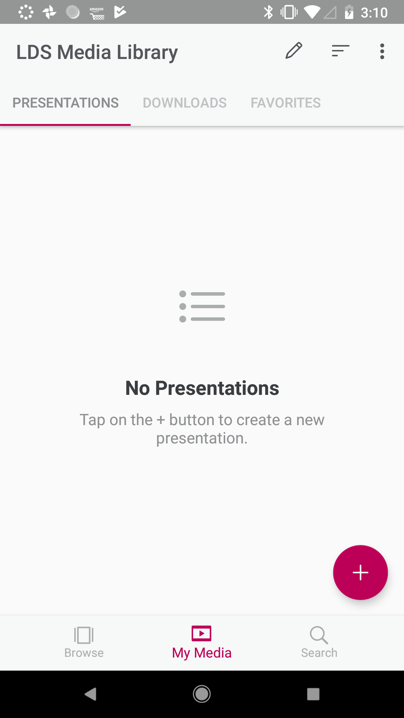 3:10
LDS Media Library
PRESENTATIONS DOWNLOADS FAVORITES
No Presentations
Tap on the + button to create a new
presentation.
+
Browse My Media Search